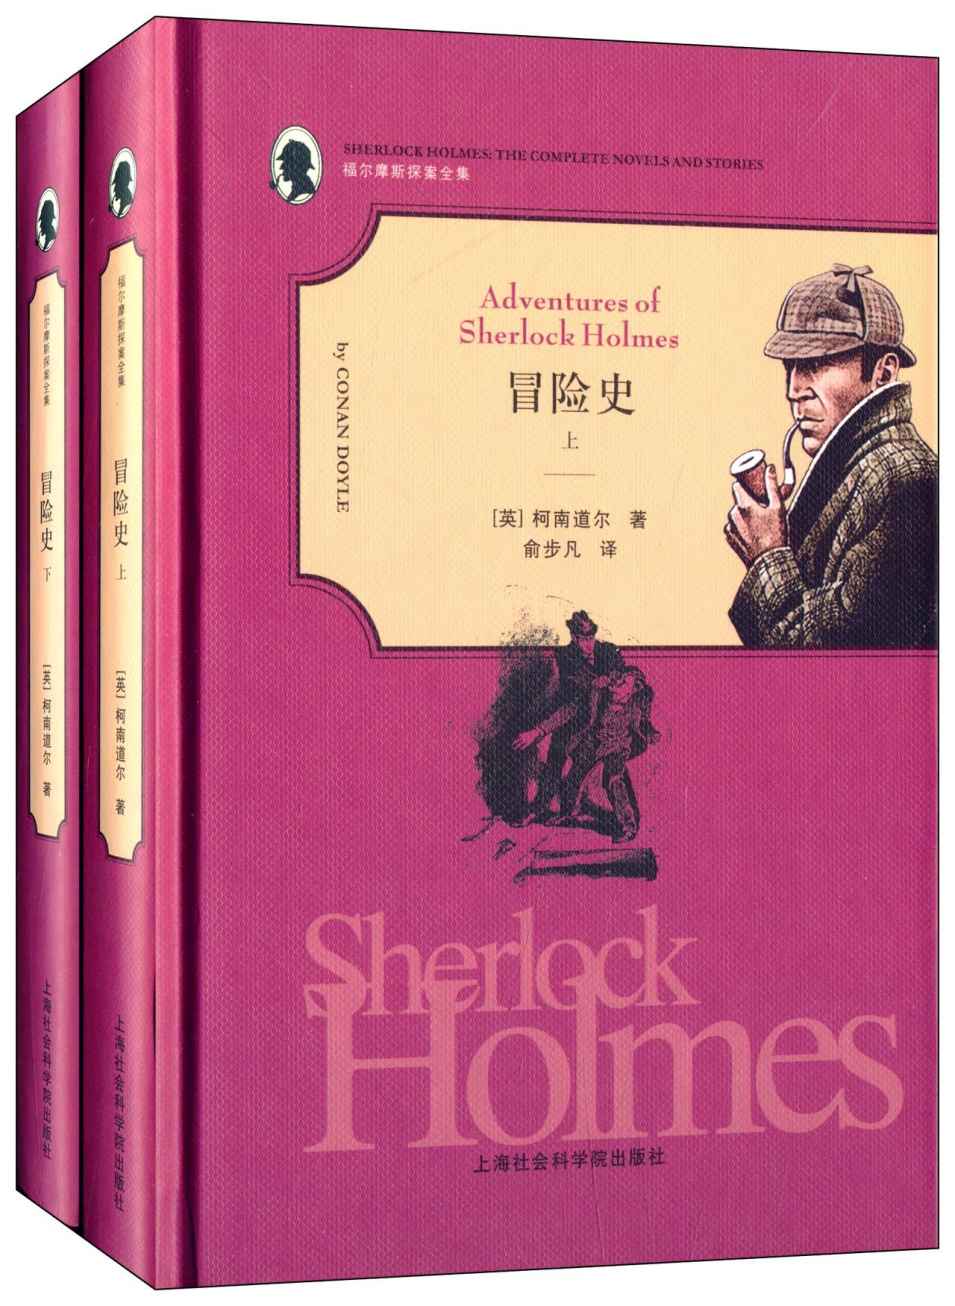 福尔摩斯探案全集
冒险史
下
[英] 柯南道尔 著
上海社会科学院出版社
福尔摩斯探案全集
冒险史
上
[英] 柯南道尔 著
上海社会科学院出版社
SHERLOCK HOLMES: THE COMPLETE NOVELS AND STORIES
福尔摩斯探案全集
by CONAN DOYLE
Adventures of
Sherlock Holmes
冒险史
上
[英] 柯南道尔 著
俞步凡 译
Sherlock
Holmes
上海社会科学院出版社